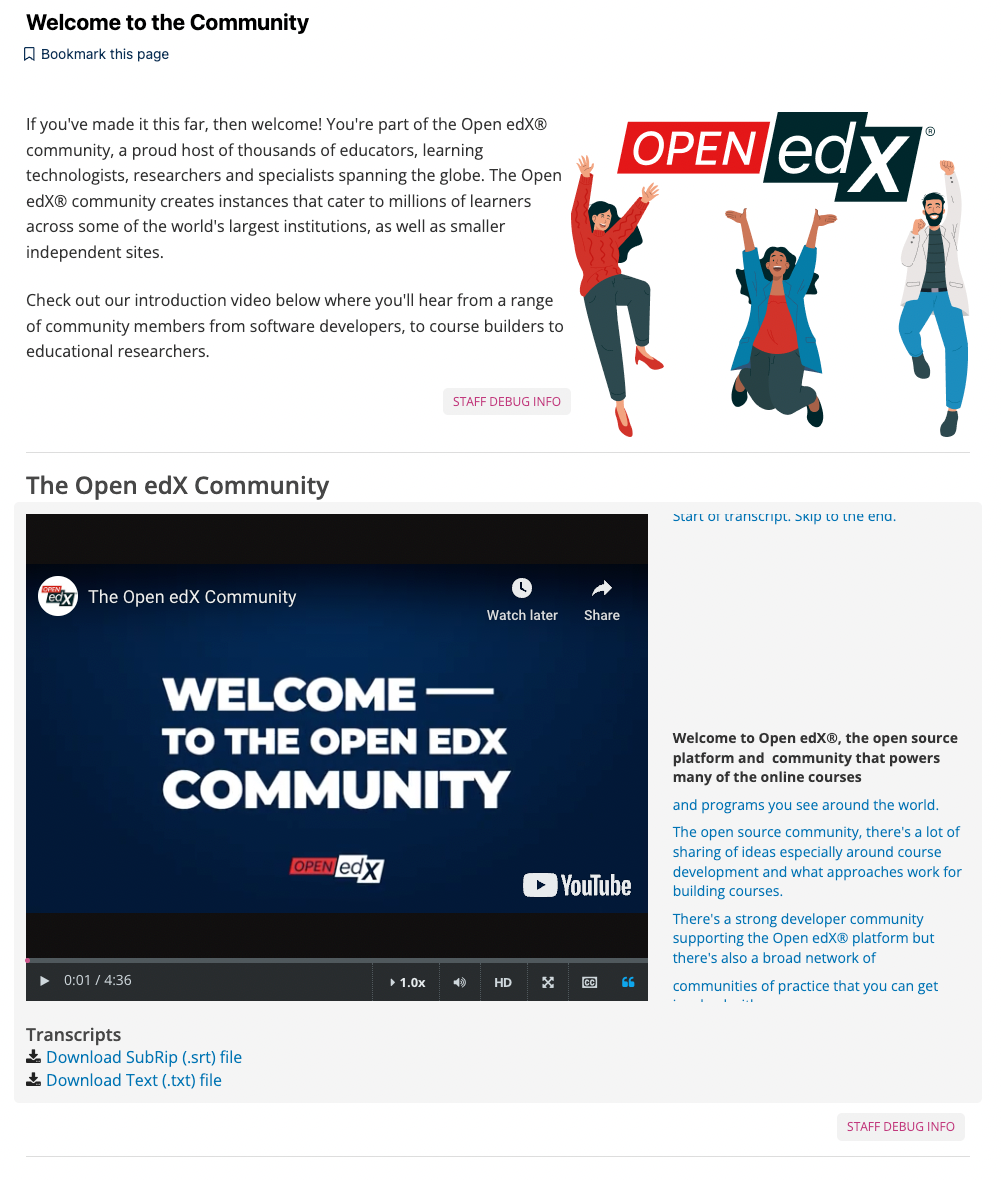 Welcome to the Community
Bookmark this page
If you've made it this far, then welcome! You're part of the Open edX®
community, a proud host of thousands of educators, learning
technologists, researchers and specialists spanning the globe. The Open
edX® community creates instances that cater to millions of learners
across some of the world's largest institutions, as well as smaller
independent sites.
Check out our introduction video below where you'll hear from a range
of community members from software developers, to course builders to
educational researchers.
OPEN edX ®
STAFF DEBUG INFO
The Open edX Community
OPEN edX
The Open edX Community
Watch later
Share
WELCOME —
TO THE OPEN EDX
COMMUNITY
OPEN edX
YouTube
0:01 / 4:36
1.0x
HD
CC
Start of transcript. Skip to the end.
Welcome to Open edX®, the open source
platform and  community that powers
many of the online courses
and programs you see around the world.
The open source community, there's a lot of
sharing of ideas especially around course
development and what approaches work for
building courses.
There's a strong developer community
supporting the Open edX® platform but
there's also a broad network of
communities of practice that you can get
Transcripts
Download SubRip (.srt) file
Download Text (.txt) file
STAFF DEBUG INFO